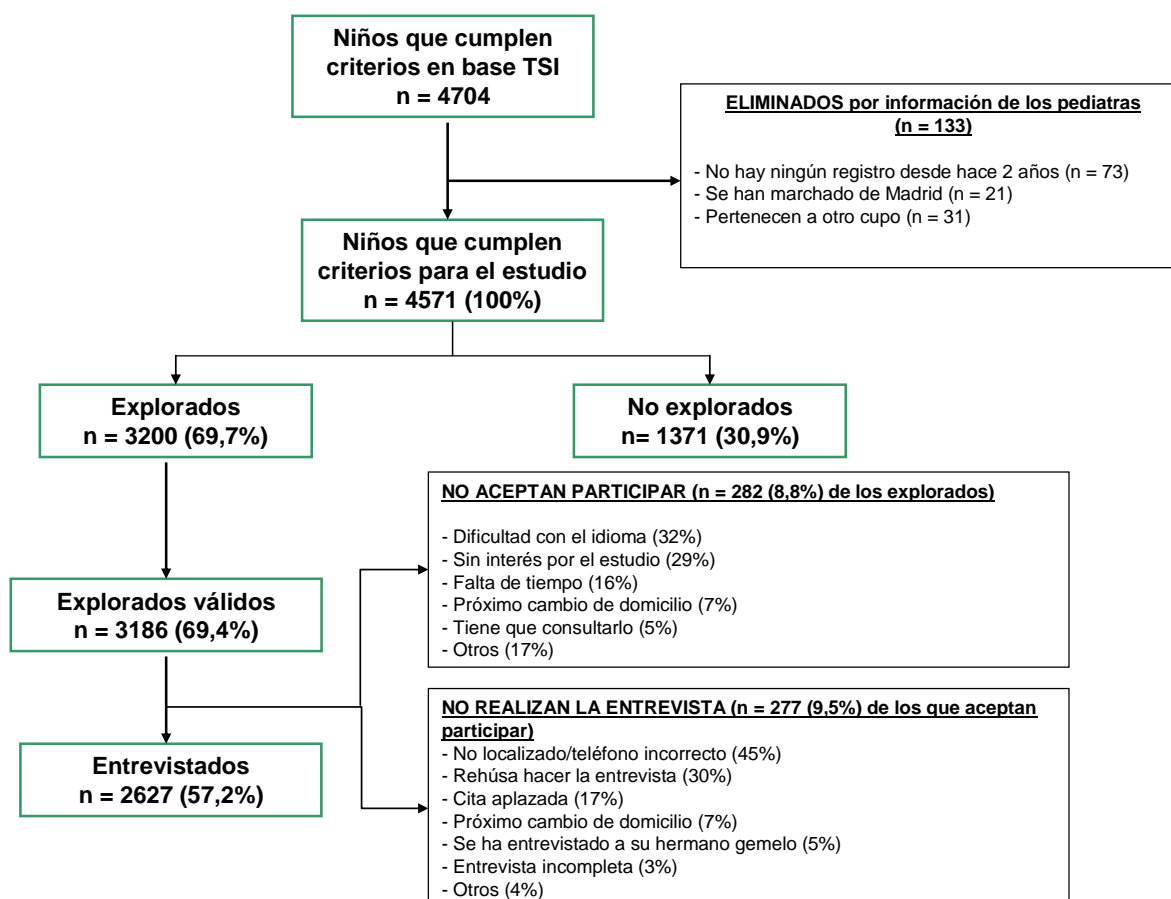 Niños que cumplen
criterios en base TSI
n = 4704
ELIMINADOS por información de los pediatras
(n = 133)
- No hay ningún registro desde hace 2 años (n = 73)
- Se han marchado de Madrid (n = 21)
- Pertenecen a otro cupo (n = 31)
Niños que cumplen
criterios para el estudio
n = 4571 (100%)
Explorados
n = 3200 (69,7%)
No explorados
n= 1371 (30,9%)
NO ACEPTAN PARTICIPAR (n = 282 (8,8%) de los explorados)
- Dificultad con el idioma (32%)
- Sin interés por el estudio (29%)
- Falta de tiempo (16%)
- Próximo cambio de domicilio (7%)
- Tiene que consultarlo (5%)
- Otros (17%)
Explorados válidos
n = 3186 (69,4%)
NO REALIZAN LA ENTREVISTA (n = 277 (9,5%) de los que aceptan
participar)
- No localizado/teléfono incorrecto (45%)
- Rehúsa hacer la entrevista (30%)
- Cita aplazada (17%)
- Próximo cambio de domicilio (7%)
- Se ha entrevistado a su hermano gemelo (5%)
- Entrevista incompleta (3%)
- Otros (4%)
Entrevistados
n = 2627 (57,2%)